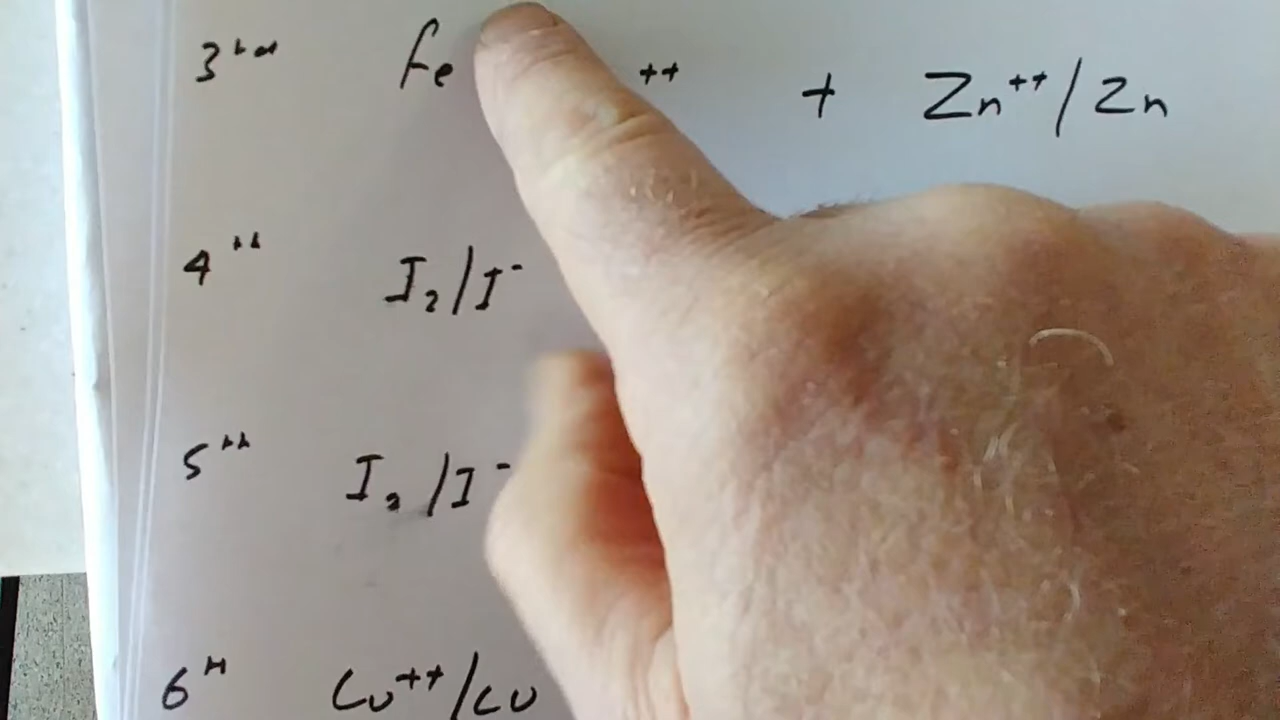 3rd Fe ++ + Zn++/Zn
4th I2/I-
5th I2/I-
6th Cu++/Cu